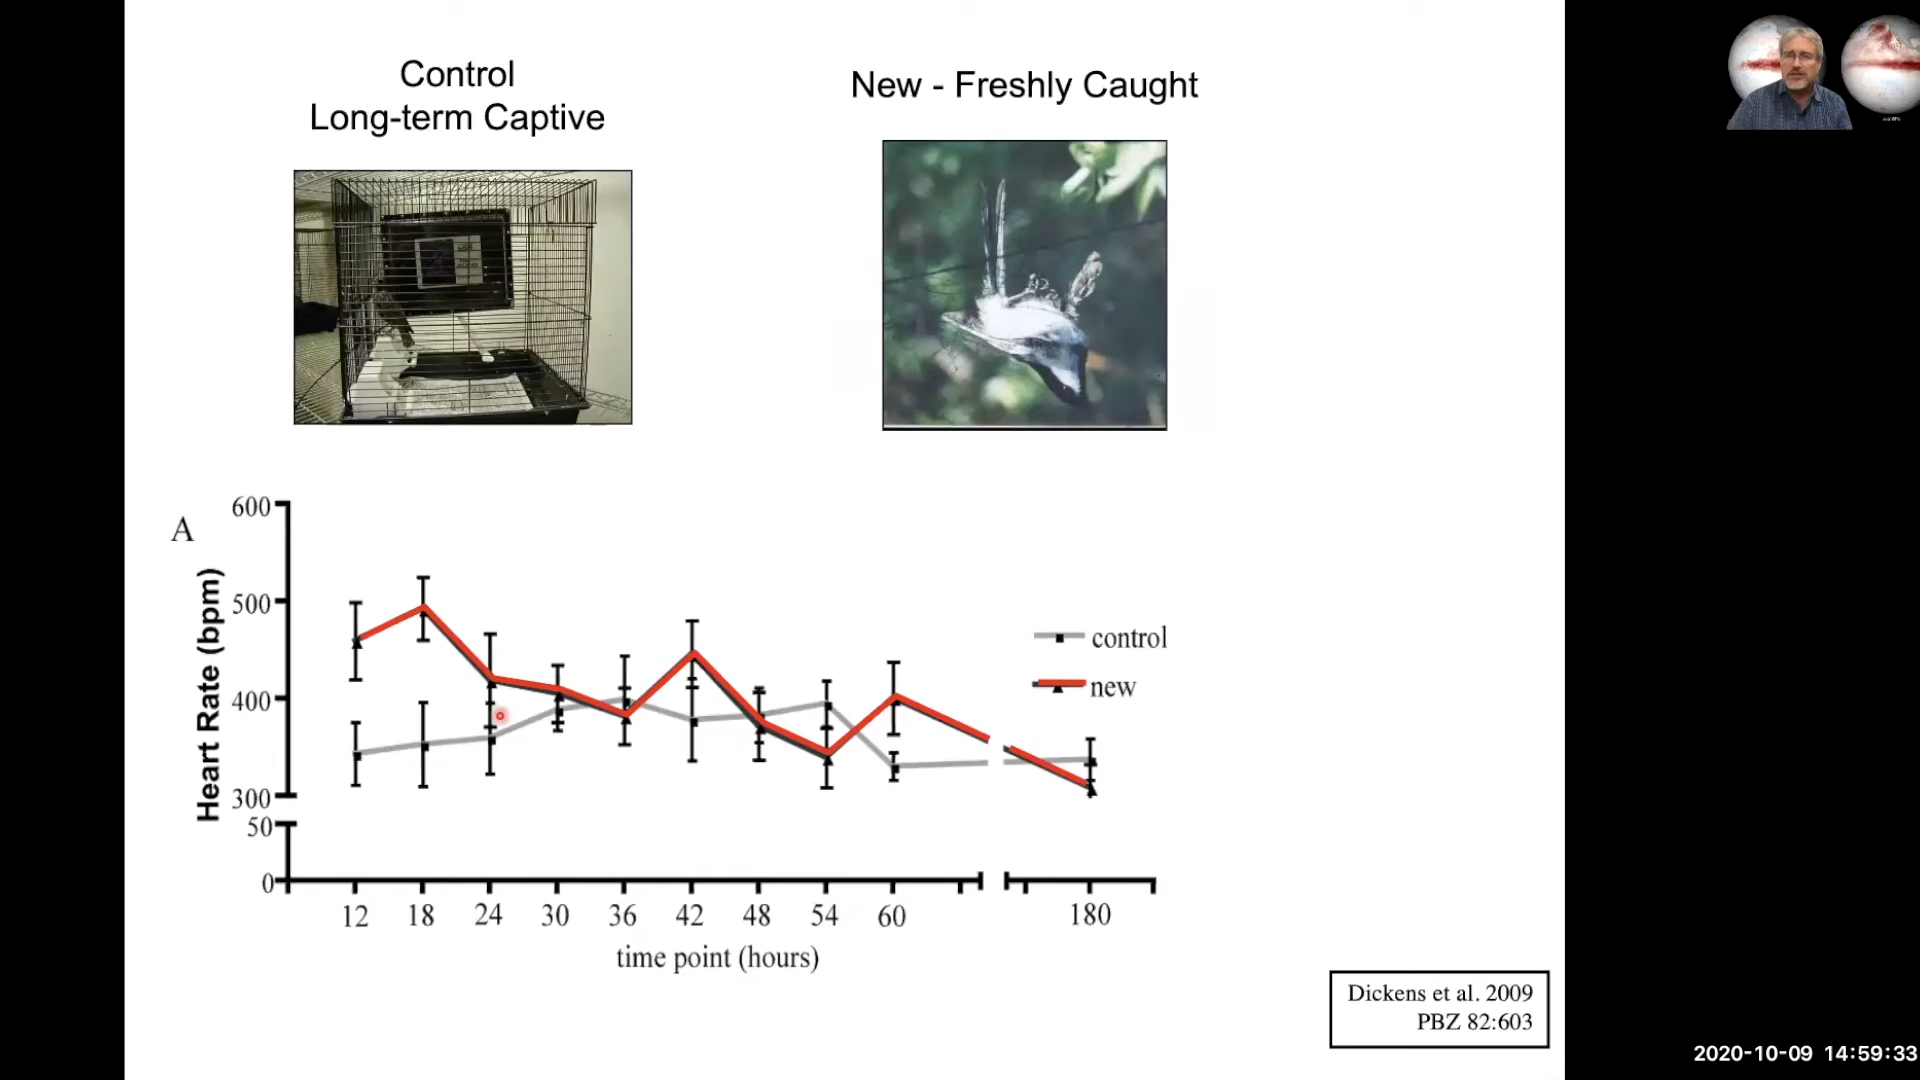 Control
Long-term Captive
New - Freshly Caught
A
Heart Rate (bpm)
600
500
400
300
50
0
control
new
12 18 24 30 36 42 48 54 60 180
time point (hours)
Dickens et al. 2009
PBZ 82:603
2020-10-09 14:59:33